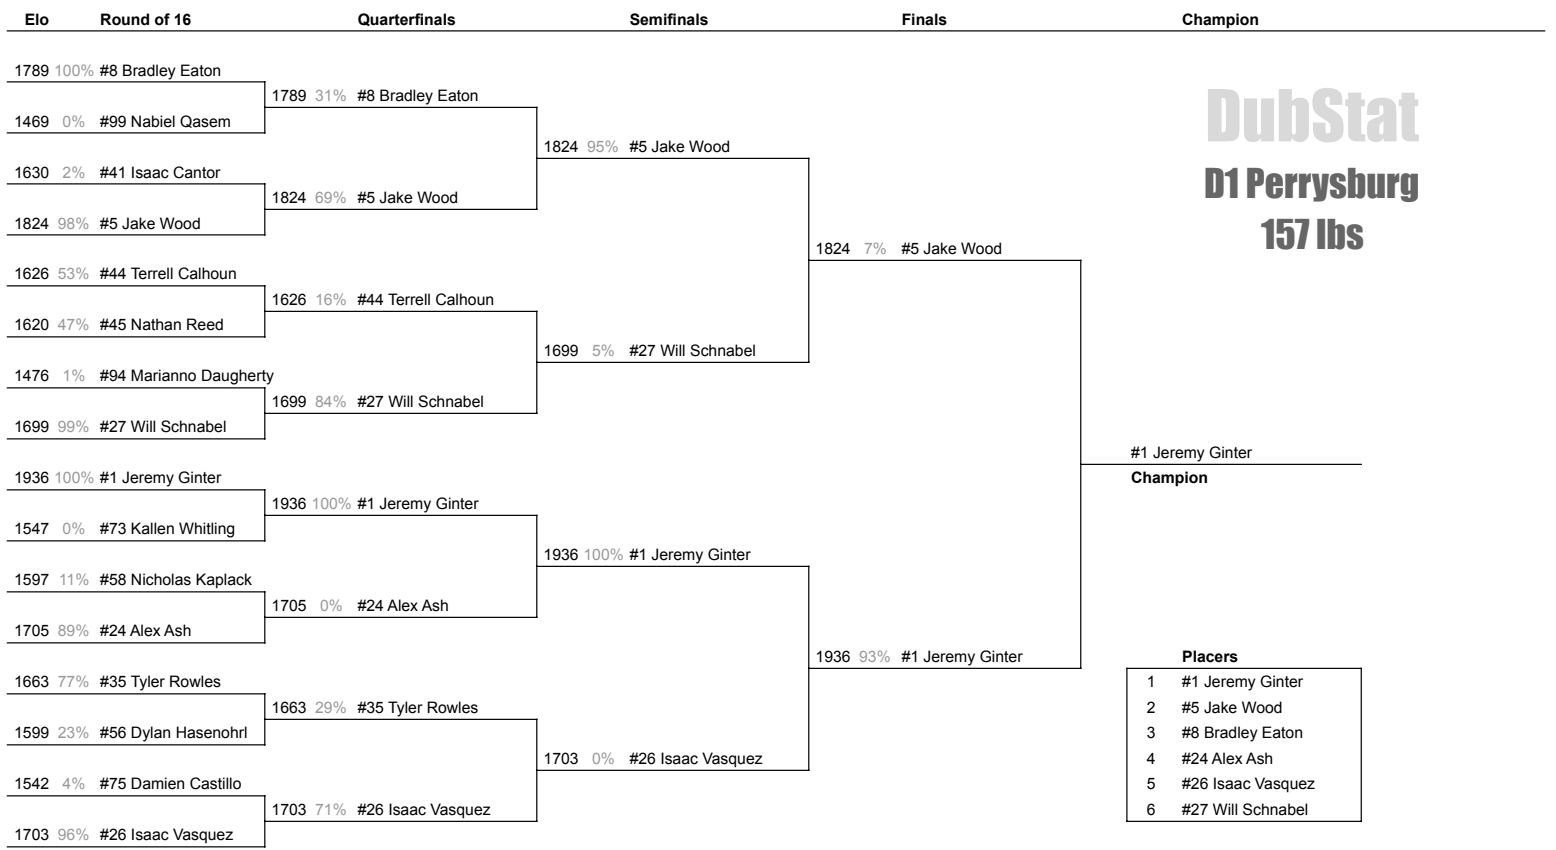 Elo Round of 16 Quarterfinals Semifinals Finals Champion
1789 100% #8 Bradley Eaton
1789 31% #8 Bradley Eaton
1469 0% #99 Nabiel Qasem
DubStat
1824 95% #5 Jake Wood
1630 2% #41 Isaac Cantor
D1 Perrysburg
1824 69% #5 Jake Wood
1824 98% #5 Jake Wood
157 lbs
1824 7% #5 Jake Wood
1626 53% #44 Terrell Calhoun
1626 16% #44 Terrell Calhoun
1620 47% #45 Nathan Reed
1699 5% #27 Will Schnabel
1476 1% #94 Marianno Daugherty
1699 84% #27 Will Schnabel
1699 99% #27 Will Schnabel
#1 Jeremy Ginter
Champion
1936 100% #1 Jeremy Ginter
1936 100% #1 Jeremy Ginter
1547 0% #73 Kallen Whitling
1936 100% #1 Jeremy Ginter
1597 11% #58 Nicholas Kaplack
1705 0% #24 Alex Ash
1705 89% #24 Alex Ash
1936 93% #1 Jeremy Ginter
Placers
1663 77% #35 Tyler Rowles
1 #1 Jeremy Ginter
1663 29% #35 Tyler Rowles
2 #5 Jake Wood
1599 23% #56 Dylan Hasenohrl
3 #8 Bradley Eaton
1703 0% #26 Isaac Vasquez
4 #24 Alex Ash
1542 4% #75 Damien Castillo
5 #26 Isaac Vasquez
1703 71% #26 Isaac Vasquez
6 #27 Will Schnabel
1703 96% #26 Isaac Vasquez